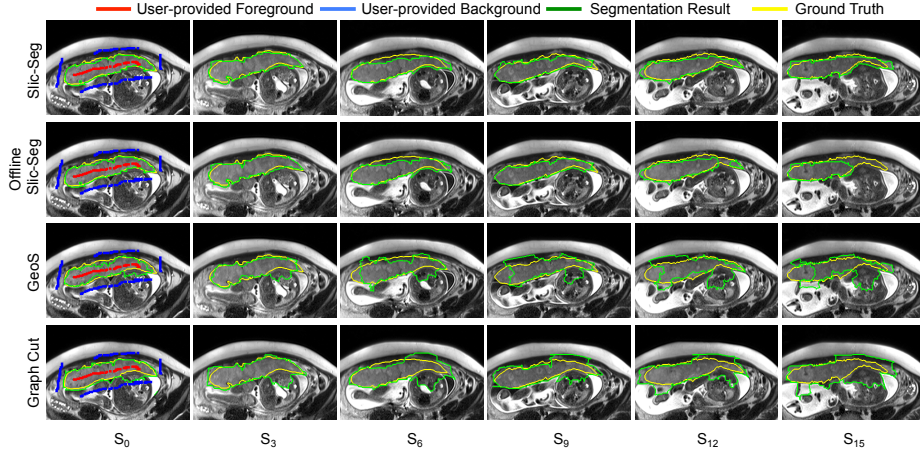 User-provided Foreground User-provided Background Segmentation Result Ground Truth
Slic-Seg
Offline
Slic-Seg
GeoS
Graph Cut
S0 S3 S6 S9 S12 S15